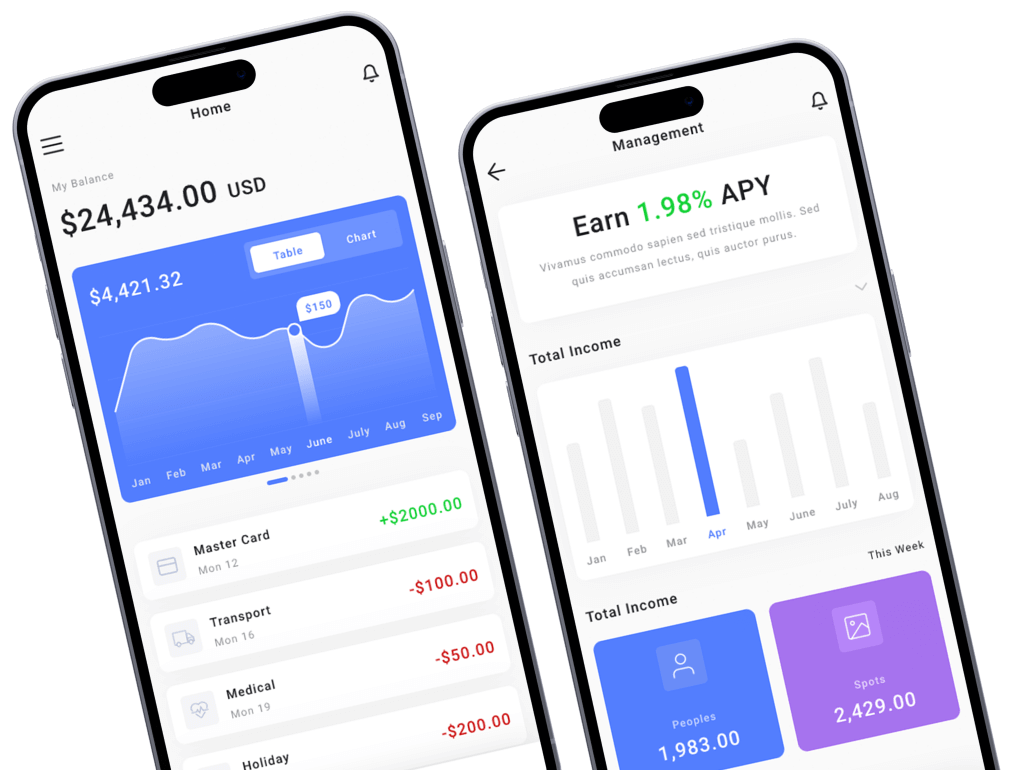 Home
My Balance
$24,434.00 USD
$4,421.32
Table
Chart
$150
Jan Feb Mar Apr May June July Aug Sep
Master Card
Mon 12
+$2000.00
Transport
Mon 16
-$100.00
Medical
Mon 19
-$50.00
Holiday
-$200.00
Management
Earn 1.98% APY
Vivamus commodo sapien sed tristique mollis. Sed
quis accumsan lectus, quis auctor purus.
Total Income
Jan Feb Mar Apr May June July Aug
This Week
Total Income
Peoples
1,983.00
Spots
2,429.00